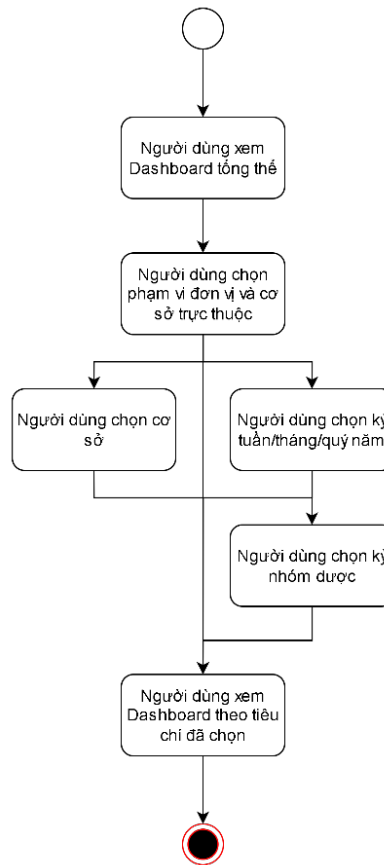 Người dùng xem
Dashboard tổng thể
Người dùng chọn
phạm vi đơn vị và cơ
sở trực thuộc
Người dùng chọn cơ
sở
Người dùng chọn kỳ
tuần/tháng/quý năm
Người dùng chọn kỳ
nhóm dược
Người dùng xem
Dashboard theo tiêu
chí đã chọn